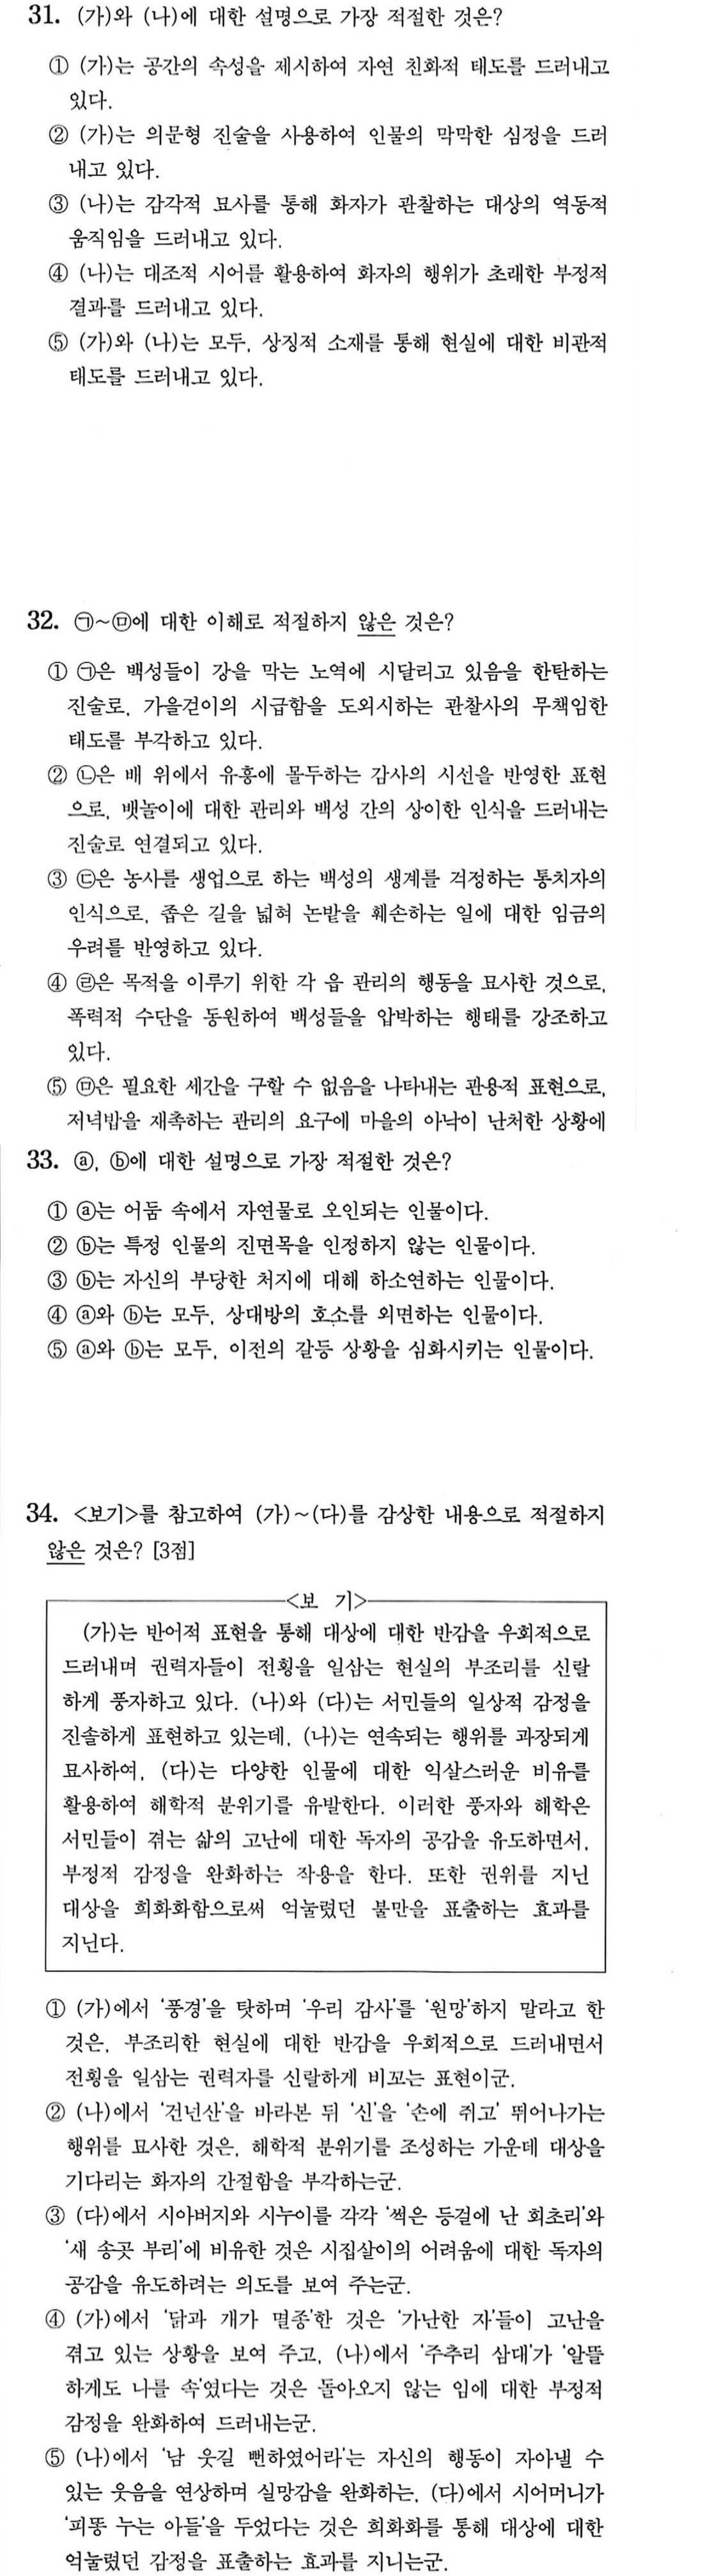 31. (가)와 (나)에 대한 설명으로 가장 적절한 것은?
① (가)는 공간의 속성을 제시하여 자연 친화적 태도를 드러내고
있다.
② (가)는 의문형 진술을 사용하여 인물의 막막한 심정을 드러
내고 있다.
③ (나)는 감각적 묘사를 통해 화자가 관찰하는 대상의 역동적
움직임을 드러내고 있다.
④ (나)는 대조적 시어를 활용하여 화자의 행위가 초래한 부정적
결과를 드러내고 있다.
⑤ (가)와 (나)는 모두, 상징적 소재를 통해 현실에 대한 비관적
태도를 드러내고 있다.
32. ㉠~㉤에 대한 이해로 적절하지 않은 것은?
① ㉠은 백성들이 강을 막는 노역에 시달리고 있음을 한탄하는
진술로, 가을걷이의 시급함을 도외시하는 관찰사의 무책임한
태도를 부각하고 있다.
② ㉡은 배 위에서 유흥에 몰두하는 감사의 시선을 반영한 표현
으로, 뱃놀이에 대한 관리와 백성 간의 상이한 인식을 드러내는
진술로 연결되고 있다.
③ ㉢은 농사를 생업으로 하는 백성의 생계를 걱정하는 통치자의
인식으로, 좁은 길을 넓혀 논밭을 훼손하는 일에 대한 임금의
우려를 반영하고 있다.
④ ㉣은 목적을 이루기 위한 각 읍 관리의 행동을 묘사한 것으로,
폭력적 수단을 동원하여 백성들을 압박하는 행태를 강조하고
있다.
⑤ ㉤은 필요한 세간을 구할 수 없음을 나타내는 관용적 표현으로,
저녁밥을 재촉하는 관리의 요구에 마을의 아낙이 난처한 상황에
33. ⓐ, ⓑ에 대한 설명으로 가장 적절한 것은?
① ⓐ는 어둠 속에서 자연물로 오인되는 인물이다.
② ⓑ는 특정 인물의 진면목을 인정하지 않는 인물이다.
③ ⓑ는 자신의 부당한 처지에 대해 하소연하는 인물이다.
④ ⓐ와 ⓑ는 모두, 상대방의 호소를 외면하는 인물이다.
⑤ ⓐ와 ⓑ는 모두, 이전의 갈등 상황을 심화시키는 인물이다.
34. <보기>를 참고하여 (가)~(다)를 감상한 내용으로 적절하지
않은 것은? [3점]
<보 기>
(가)는 반어적 표현을 통해 대상에 대한 반감을 우회적으로
드러내며 권력자들이 전횡을 일삼는 현실의 부조리를 신랄
하게 풍자하고 있다. (나)와 (다)는 서민들의 일상적 감정을
진솔하게 표현하고 있는데, (나)는 연속되는 행위를 과장되게
묘사하여, (다)는 다양한 인물에 대한 익살스러운 비유를
활용하여 해학적 분위기를 유발한다. 이러한 풍자와 해학은
서민들이 겪는 삶의 고난에 대한 독자의 공감을 유도하면서,
부정적 감정을 완화하는 작용을 한다. 또한 권위를 지닌
대상을 희화화함으로써 억눌렸던 불만을 표출하는 효과를
지닌다.
① (가)에서 '풍경'을 탓하며 '우리 감사'를 '원망'하지 말라고 한
것은, 부조리한 현실에 대한 반감을 우회적으로 드러내면서
전횡을 일삼는 권력자를 신랄하게 비꼬는 표현이군.
② (나)에서 '건넌산'을 바라본 뒤 '신'을 '손에 쥐고' 뛰어나가는
행위를 묘사한 것은, 해학적 분위기를 조성하는 가운데 대상을
기다리는 화자의 간절함을 부각하는군.
③ (다)에서 시아버지와 시누이를 각각 '썩은 등걸에 난 회초리'와
'새 송곳 부리'에 비유한 것은 시집살이의 어려움에 대한 독자의
공감을 유도하려는 의도를 보여 주는군.
④ (가)에서 '닭과 개가 멸종'한 것은 '가난한 자'들이 고난을
겪고 있는 상황을 보여 주고, (나)에서 '주추리 삼대'가 '알뜰
하게도 나를 속'였다는 것은 돌아오지 않는 임에 대한 부정적
감정을 완화하여 드러내는군.
⑤ (나)에서 '남 웃길 뻔하였어라'는 자신의 행동이 자아낼 수
있는 웃음을 연상하며 실망감을 완화하는, (다)에서 시어머니가
'피똥 누는 아들'을 두었다는 것은 희화화를 통해 대상에 대한
억눌렸던 감정을 표출하는 효과를 지니는군.